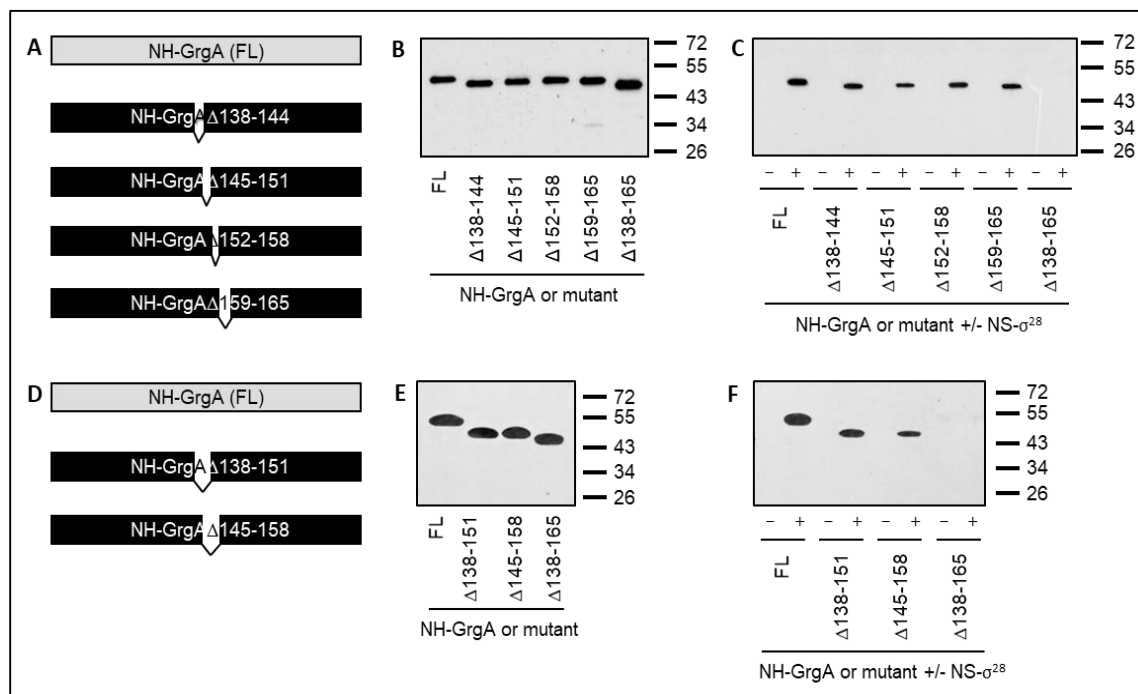 A
NH-GrgA (FL)
NH-GrgAΔ138-144
NH-GrgAΔ145-151
NH-GrgAΔ152-158
NH-GrgAΔ159-165
B
72
55
43
34
26
FL
Δ138-144
Δ145-151
Δ152-158
Δ159-165
Δ138-165
NH-GrgA or mutant
C
72
55
43
34
26
− + − + − + − + − + − +
FL
Δ138-144
Δ145-151
Δ152-158
Δ159-165
Δ138-165
NH-GrgA or mutant +/- NS-σ²⁸
D
NH-GrgA (FL)
NH-GrgAΔ138-151
NH-GrgAΔ145-158
E
72
55
43
34
26
FL
Δ138-151
Δ145-158
Δ138-165
NH-GrgA or mutant
F
72
55
43
34
26
− + − + − + − +
FL
Δ138-151
Δ145-158
Δ138-165
NH-GrgA or mutant +/- NS-σ²⁸